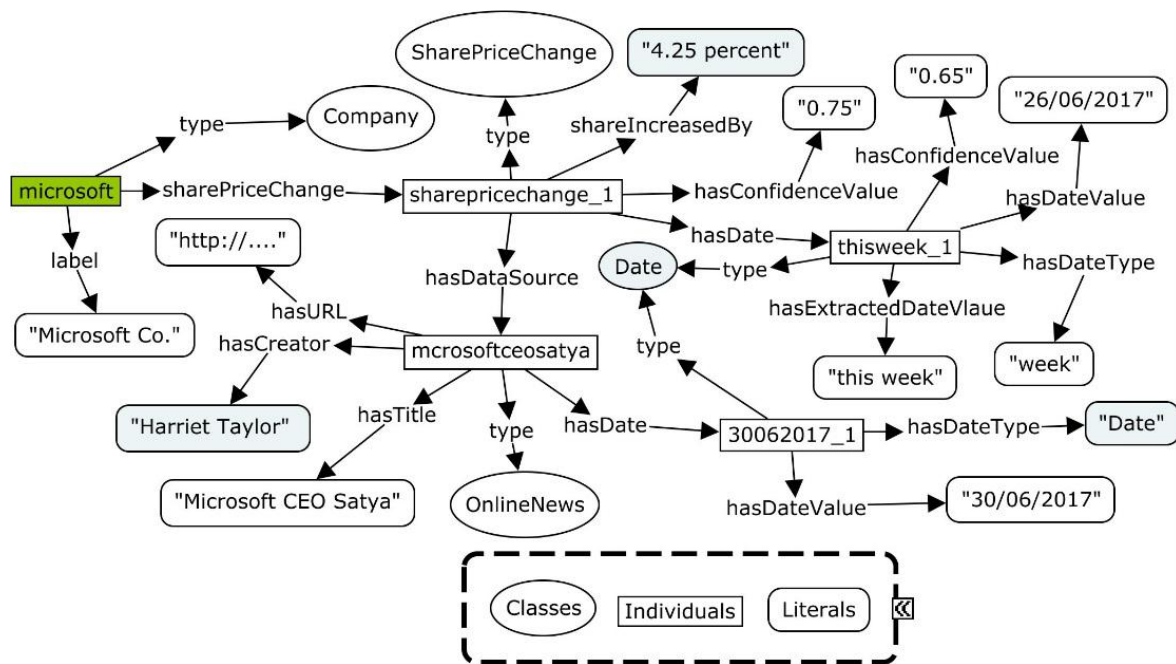 SharePriceChange
"4.25 percent"
"0.65"
"26/06/2017"
"0.75"
Company
type
type
shareIncreasedBy
hasConfidenceValue
microsoft
sharePriceChange
sharepricechange_1
hasConfidenceValue
hasDateValue
hasDate
thisweek_1
"http://...."
label
hasDataSource
Date
type
hasDateType
hasExtractedDateVlaue
hasURL
"Microsoft Co."
hasCreator
mcrosoftceosatya
type
"this week"
"week"
"Harriet Taylor"
hasTitle
type
hasDate
30062017_1
hasDateType
"Date"
"Microsoft CEO Satya"
OnlineNews
hasDateValue
"30/06/2017"
Classes
Individuals
Literals